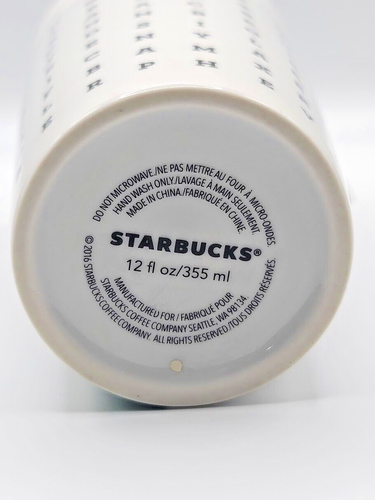 DO NOT MICROWAVE./NE PAS METTRE AU FOUR À MICRO-ONDES.
HAND WASH ONLY./LAVAGE À MAIN SEULEMENT.
MADE IN CHINA./FABRIQUÉ EN CHINE.
STARBUCKS®
12 fl oz/355 ml
MANUFACTURED FOR/FABRIQUÉ POUR
STARBUCKS COFFEE COMPANY SEATTLE, WA 98134
© 2016 STARBUCKS COFFEE COMPANY. ALL RIGHTS RESERVED./TOUS DROITS RÉSERVÉS